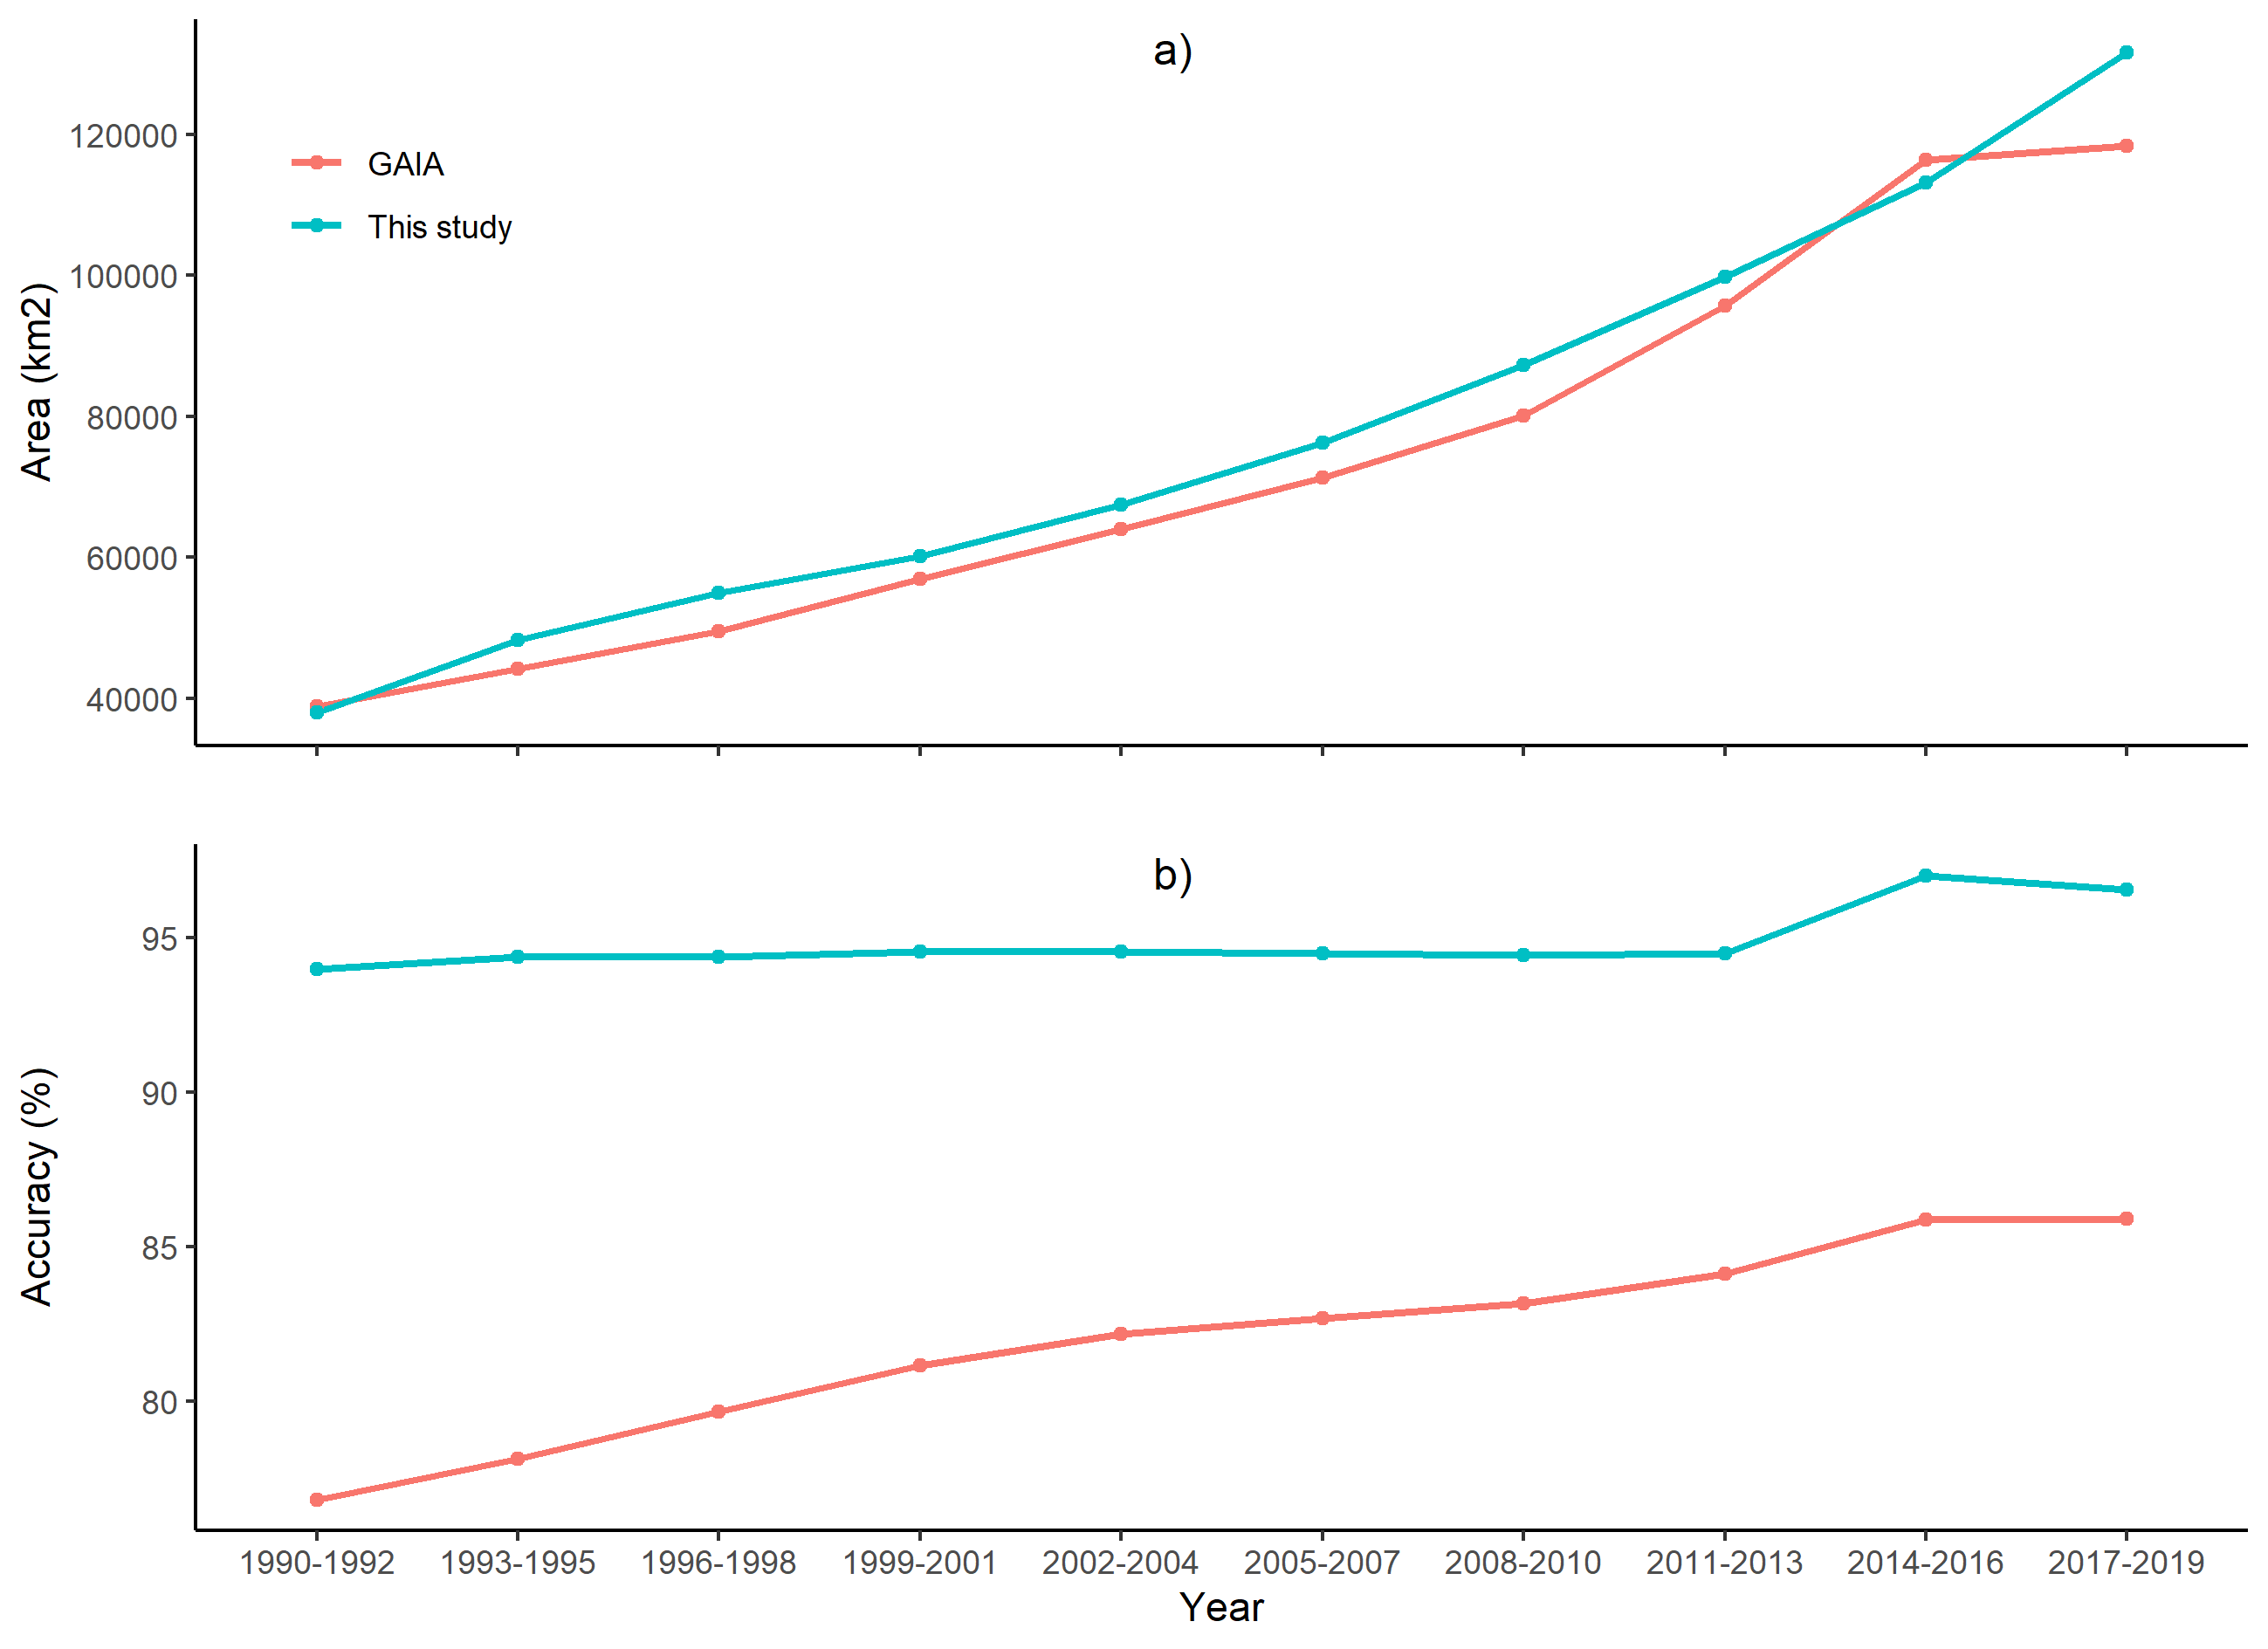 a)
GAIA
This study
120000
100000
80000
60000
40000
Area (km2)
b)
95
90
85
80
Accuracy (%)
1990-1992 1993-1995 1996-1998 1999-2001 2002-2004 2005-2007 2008-2010 2011-2013 2014-2016 2017-2019
Year